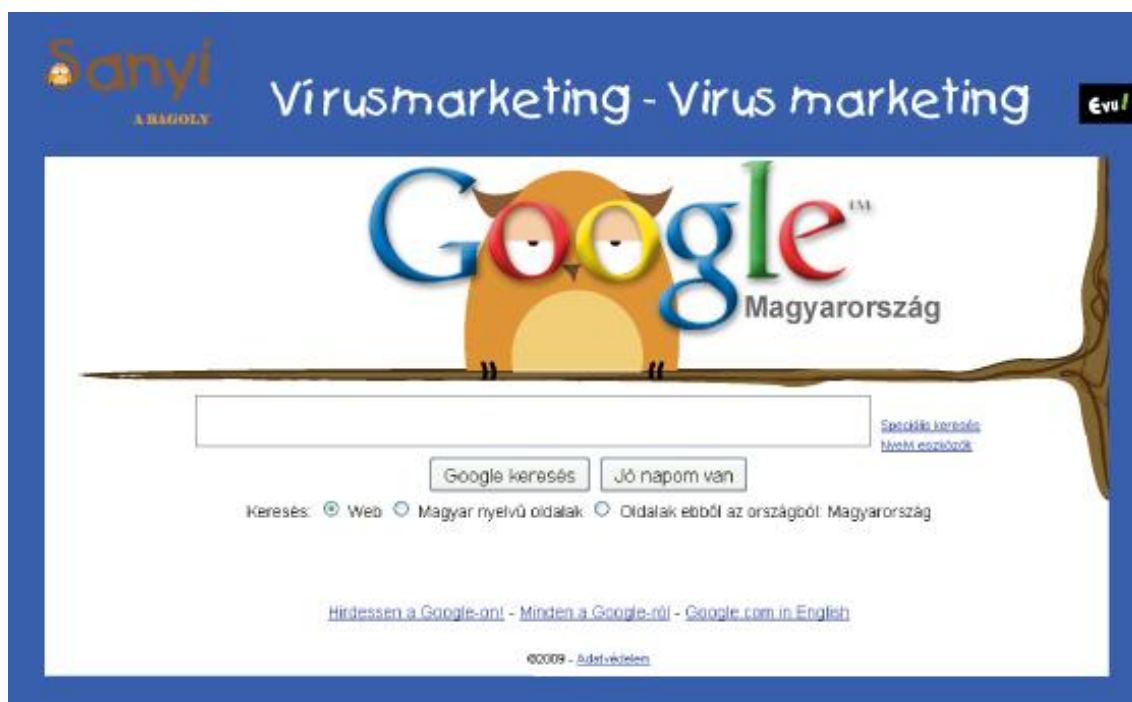 Sanyi
A BAGOLY
Vírusmarketing - Virus marketing
Evu!
Google™
Magyarország
Speciális keresés
Nyelvi eszközök
Google keresés
Jó napom van
Keresés: Web Magyar nyelvű oldalak Oldalak ebből az országból: Magyarország
Hirdessen a Google-on! - Minden a Google-ról - Google.com in English
©2009 - Adatvédelem